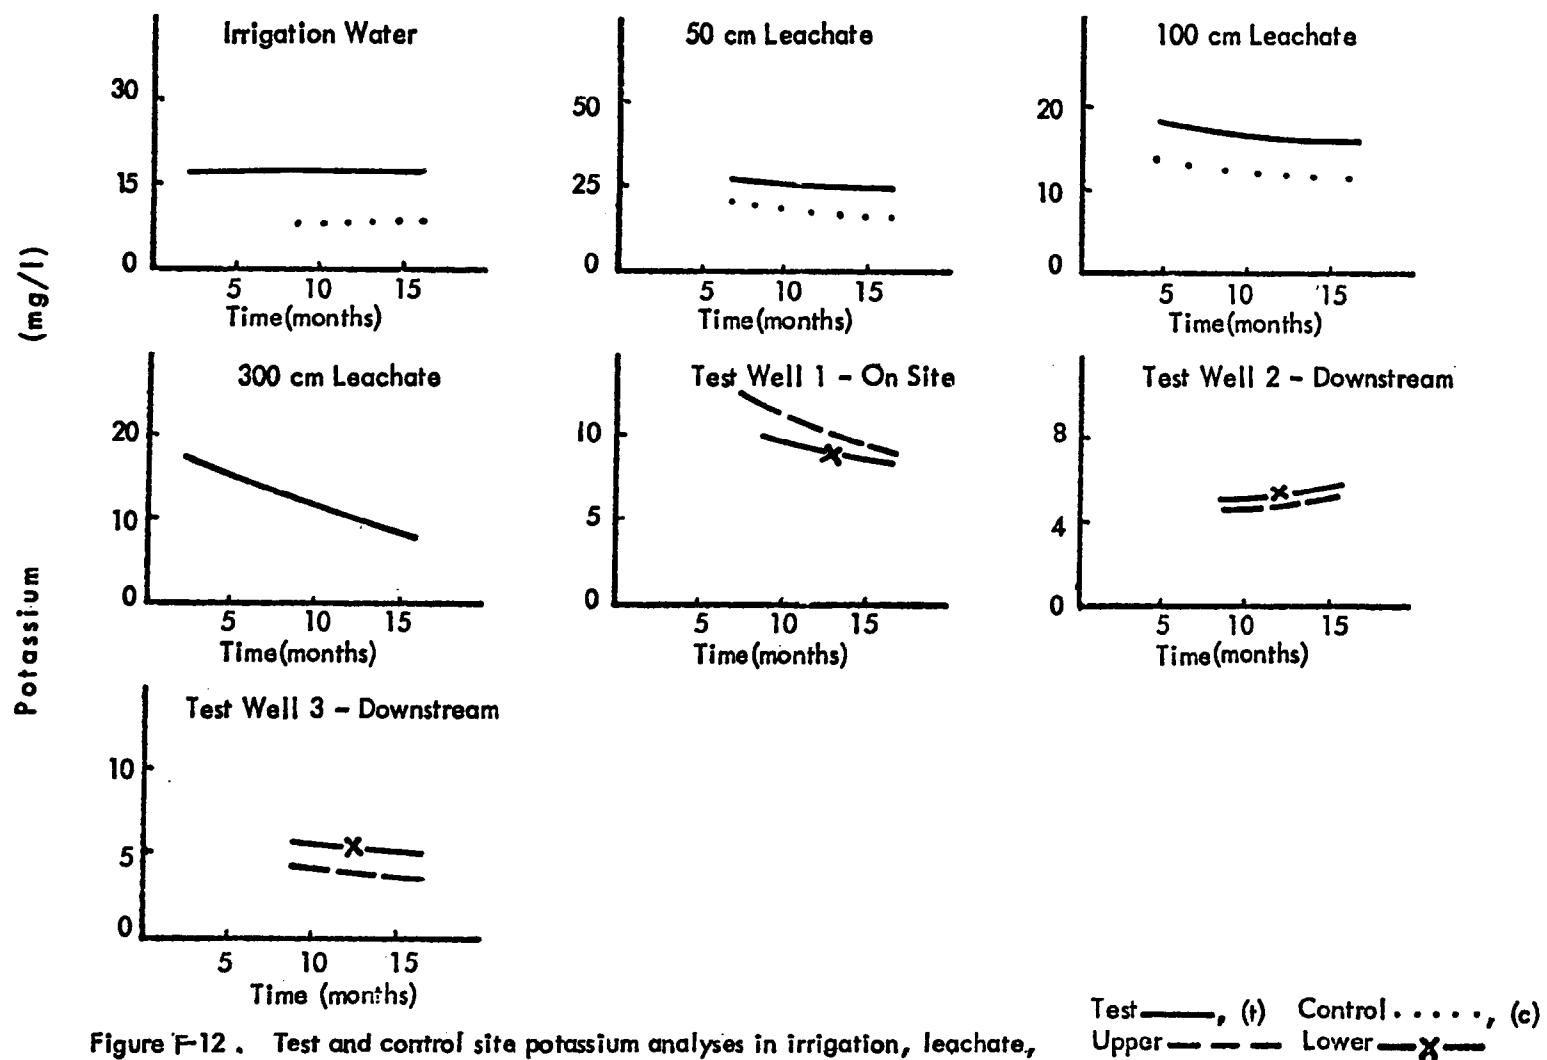 Irrigation Water
30
15
0
5 10 15
Time(months)
50 cm Leachate
50
25
0
5 10 15
Time(months)
100 cm Leachate
20
10
0
5 10 15
Time(months)
Potassium (mg/l)
300 cm Leachate
20
10
0
5 10 15
Time(months)
Test Well 1 - On Site
10
5
0
5 10 15
Time(months)
Test Well 2 - Downstream
8
4
0
5 10 15
Time(months)
Test Well 3 - Downstream
10
5
0
5 10 15
Time (months)
Test, (t) Control ....., (c)
Upper Lower X
Figure F-12. Test and control site potassium analyses in irrigation, leachate,